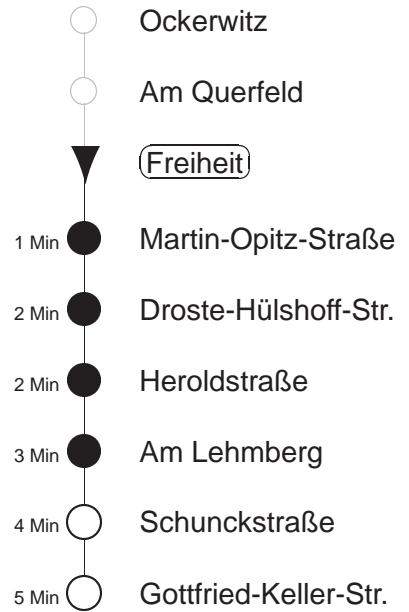 Ockerwitz
Am Querfeld
Freiheit
1 Min Martin-Opitz-Straße
2 Min Droste-Hülshoff-Str.
2 Min Heroldstraße
3 Min Am Lehmberg
4 Min Schunckstraße
5 Min Gottfried-Keller-Str.